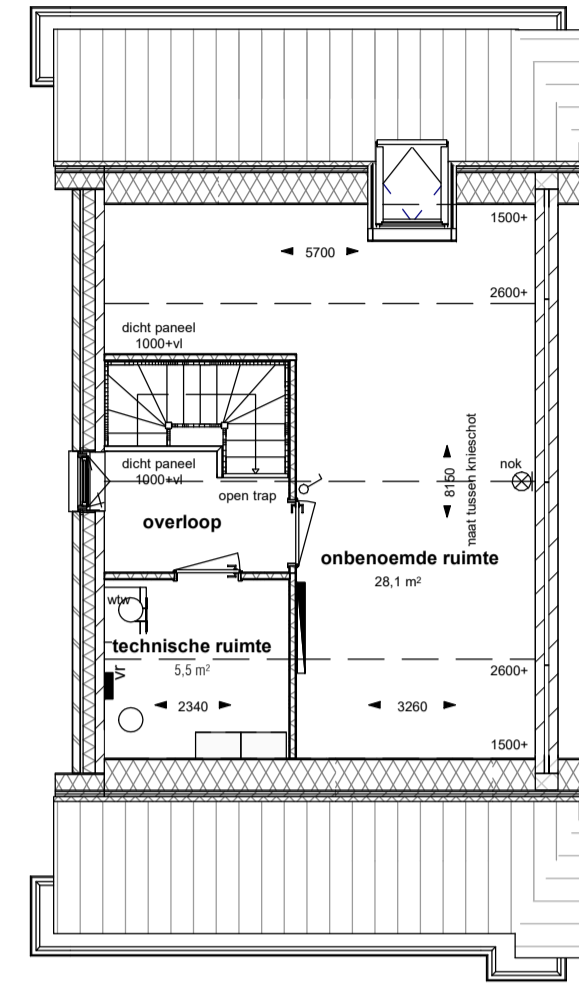 1500+
5700
2600+
dicht paneel
1000+vl
dicht paneel
1000+vl
open trap
overloop
8150
maat tussen knieschot
nok
onbenoemde ruimte
28,1 m²
wtw
technische ruimte
5,5 m²
vr
2600+
2340
3260
1500+